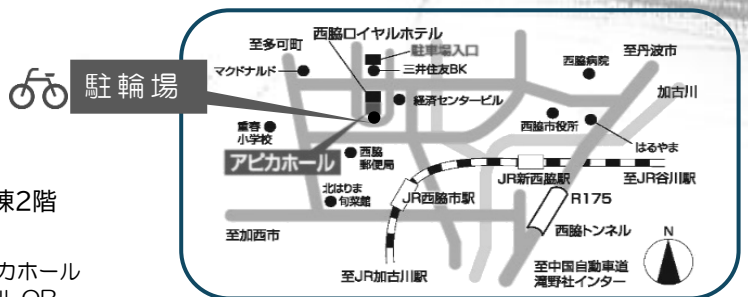 西脇ロイヤルホテル
至多可町
駐車場入口
至丹波市
マクドナルド
三井住友BK
西脇病院
駐輪場
経済センタービル
加古川
重春
小学校
西脇市役所
はるやま
アピカホール
西脇
郵便局
JR新西脇駅
至JR谷川駅
北はりま
旬菜館
JR西脇市駅
R175
棟2階
至加西市
西脇トンネル
N
カホール
至JR加古川駅
至中国自動車道
滝野社インター